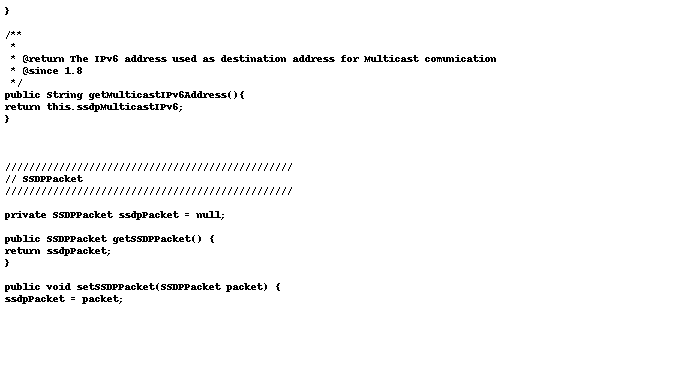 }
/**
 *
 * @return The IPv6 address used as destination address for Multicast comunication
 * @since 1.8
 */
public String getMulticastIPv6Address(){
return this.ssdpMulticastIPv6;
}
////////////////////////////////////////////////
// SSDPPacket
////////////////////////////////////////////////
private SSDPPacket ssdpPacket = null;
public SSDPPacket getSSDPPacket() {
return ssdpPacket;
}
public void setSSDPPacket(SSDPPacket packet) {
ssdpPacket = packet;